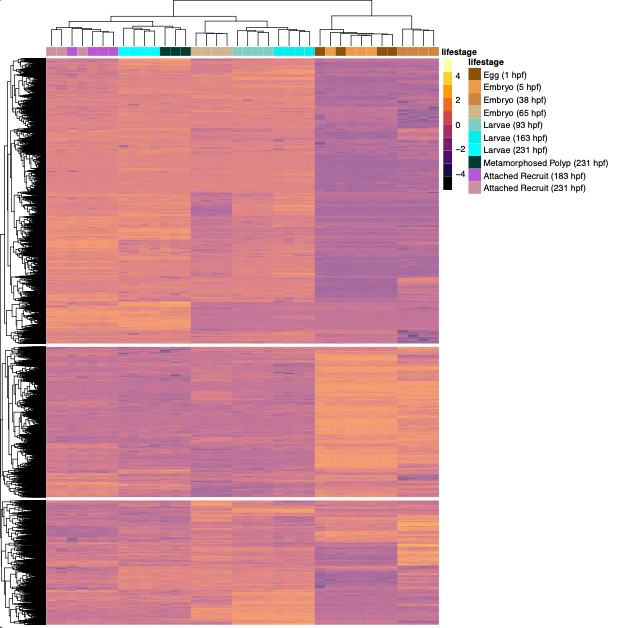 lifestage
4
2
0
−2
−4
lifestage
Egg (1 hpf)
Embryo (5 hpf)
Embryo (38 hpf)
Embryo (65 hpf)
Larvae (93 hpf)
Larvae (163 hpf)
Larvae (231 hpf)
Metamorphosed Polyp (231 hpf)
Attached Recruit (183 hpf)
Attached Recruit (231 hpf)